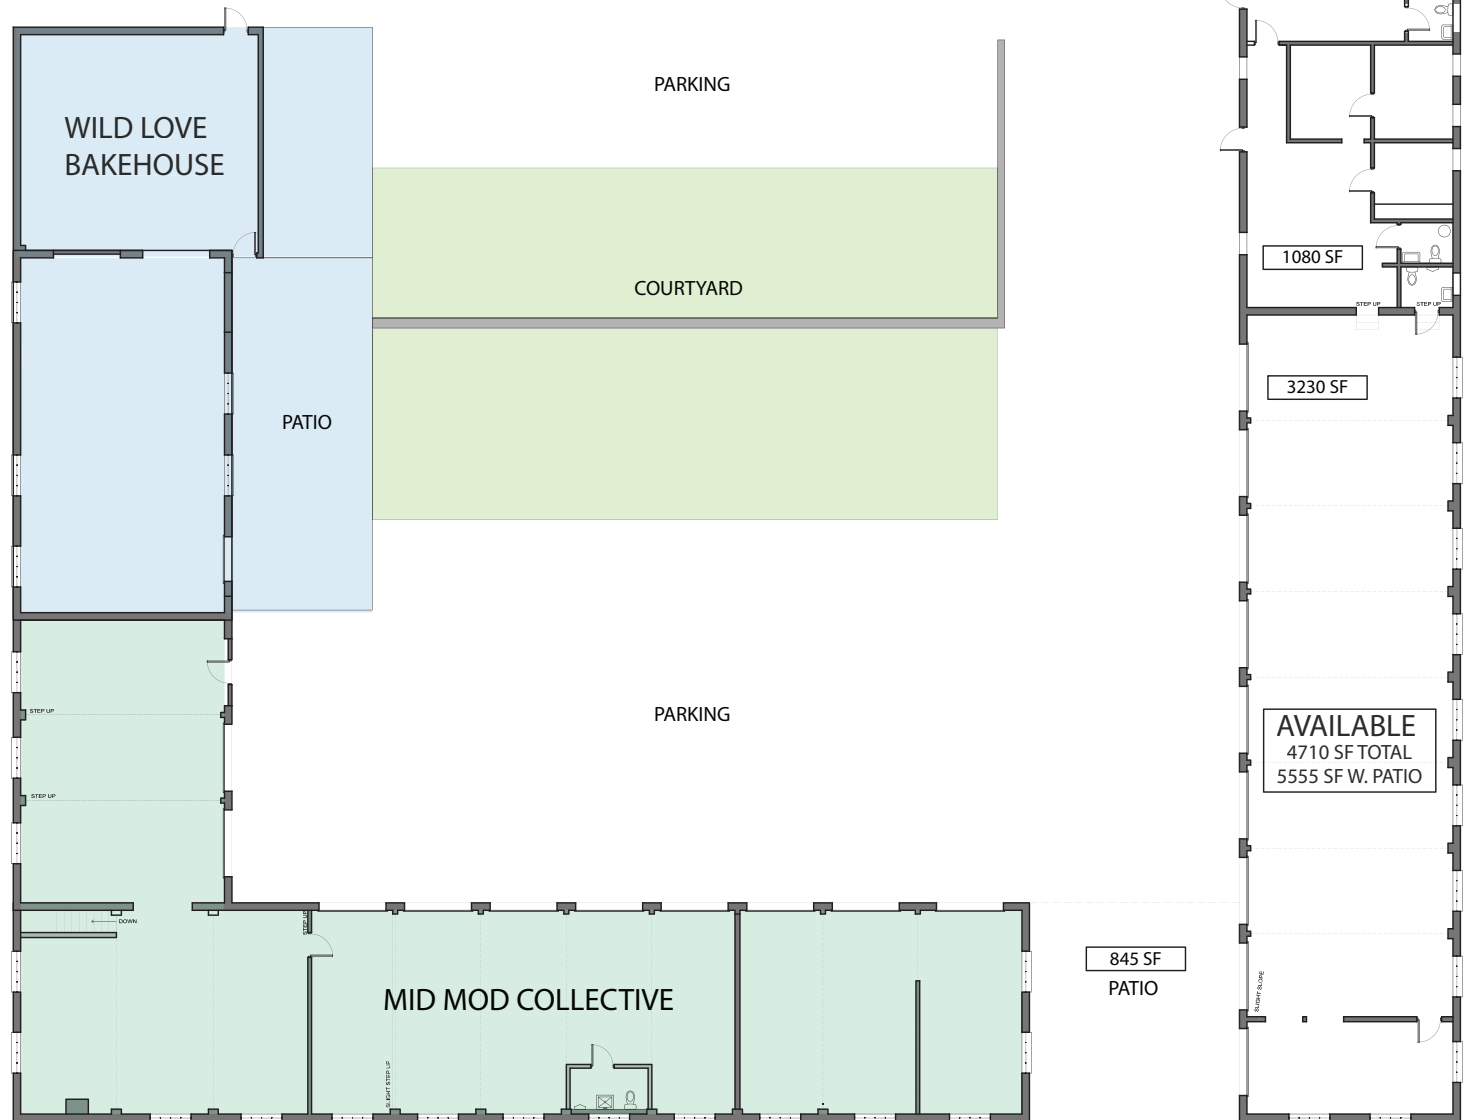 PARKING
WILD LOVE
BAKEHOUSE
1080 SF
COURTYARD
STEP UP
STEP UP
3230 SF
PATIO
STEP UP
PARKING
AVAILABLE
4710 SF TOTAL
5555 SF W. PATIO
STEP UP
DOWN
STEP UP
845 SF
PATIO
SLIGHT SLOPE
MID MOD COLLECTIVE
SLIGHT STEP UP